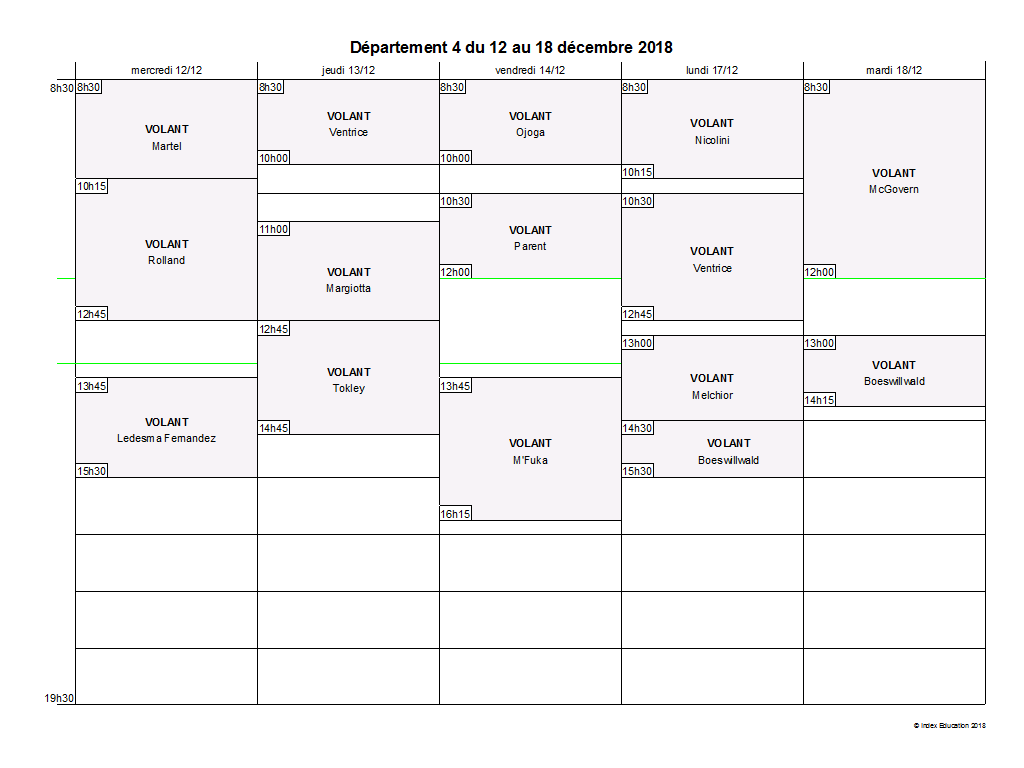 Département 4 du 12 au 18 décembre 2018
mercredi 12/12
jeudi 13/12
vendredi 14/12
lundi 17/12
mardi 18/12
8h30
8h30
VOLANT
Martel
10h15
VOLANT
Rolland
12h45
13h45
VOLANT
Ledesma Fernandez
15h30
8h30
VOLANT
Ventrice
10h00
11h00
VOLANT
Margiotta
12h45
VOLANT
Tokley
14h45
8h30
VOLANT
Ojoga
10h00
10h30
VOLANT
Parent
12h00
13h45
VOLANT
M'Fuka
16h15
8h30
VOLANT
Nicolini
10h15
10h30
VOLANT
Ventrice
12h45
13h00
VOLANT
Melchior
14h30
VOLANT
Boeswillwald
15h30
8h30
VOLANT
McGovern
12h00
13h00
VOLANT
Boeswillwald
14h15
19h30
© Index Education 2018